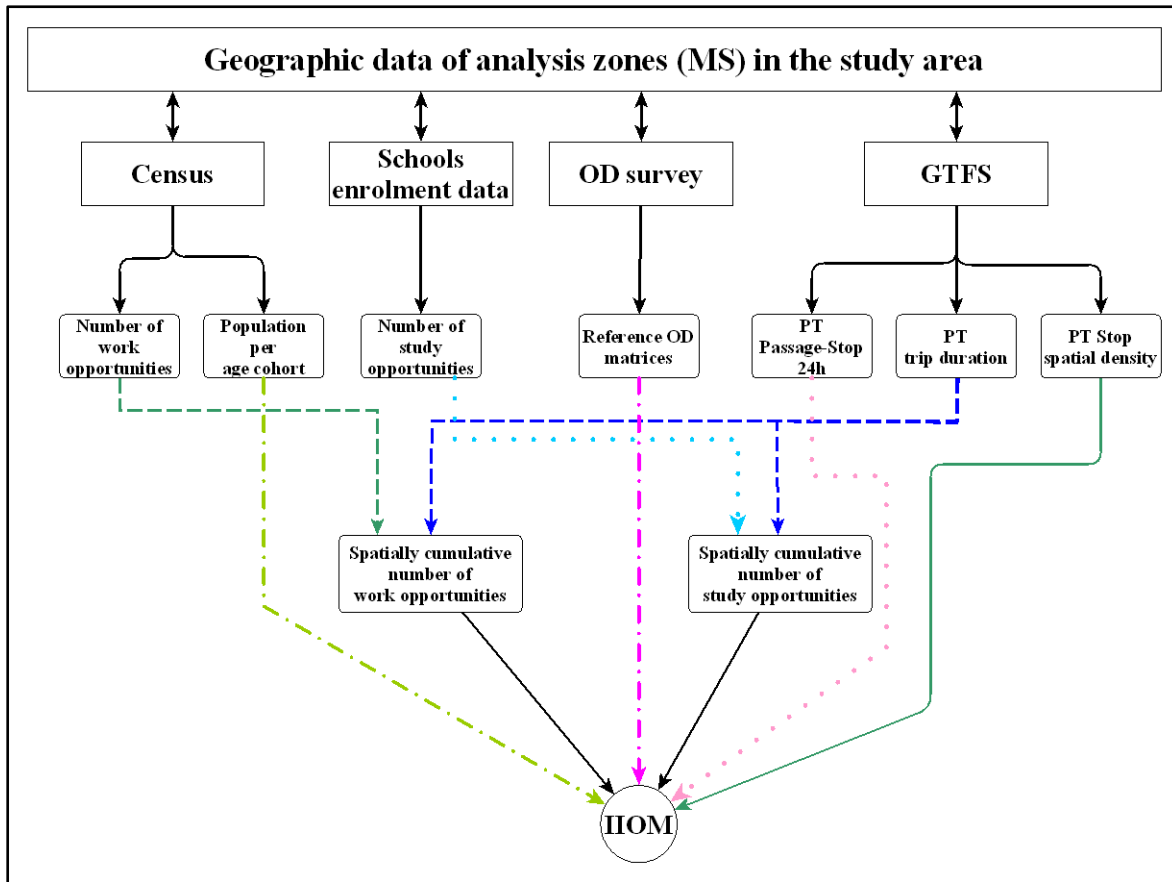 Geographic data of analysis zones (MS) in the study area
Census
Schools
enrolment data
OD survey
GTFS
Number of
work
opportunities
Population
per
age cohort
Number of
study
opportunities
Reference OD
matrices
PT
Passage-Stop
24h
PT
trip duration
PT Stop
spatial density
Spatially cumulative
number of
work opportunities
Spatially cumulative
number of
study opportunities
IIOM